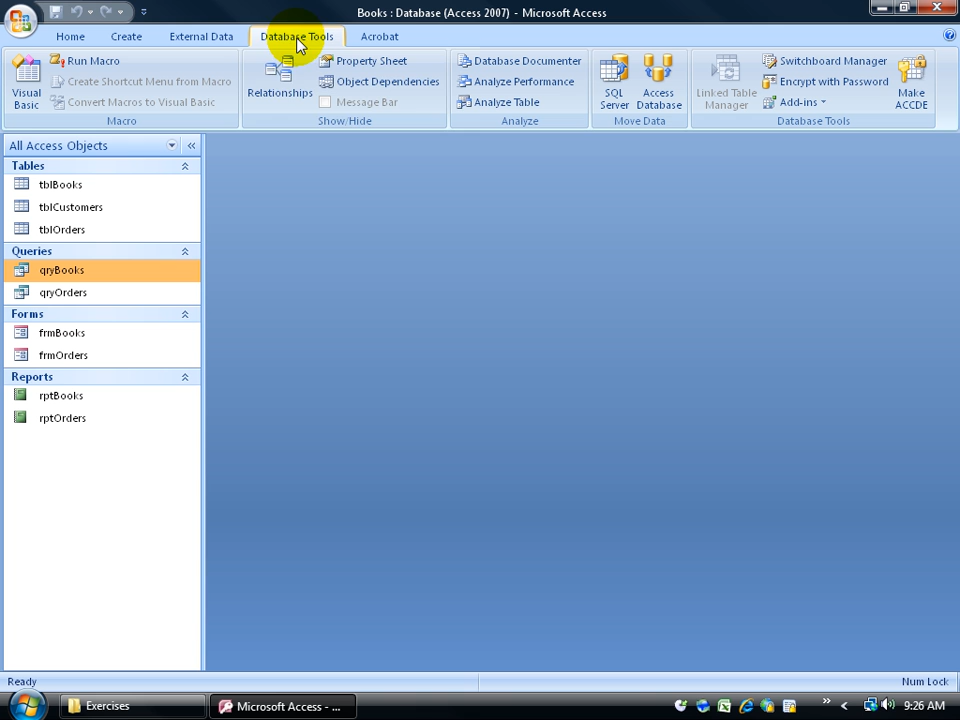 Books : Database (Access 2007) - Microsoft Access
Home Create External Data Database Tools Acrobat
Visual Basic
Run Macro
Create Shortcut Menu from Macro
Convert Macros to Visual Basic
Macro
Relationships
Property Sheet
Object Dependencies
Message Bar
Show/Hide
Database Documenter
Analyze Performance
Analyze Table
Analyze
SQL Server
Access Database
Move Data
Linked Table Manager
Switchboard Manager
Encrypt with Password
Add-ins
Make ACCDE
Database Tools
All Access Objects
Tables
tblBooks
tblCustomers
tblOrders
Queries
qryBooks
qryOrders
Forms
frmBooks
frmOrders
Reports
rptBooks
rptOrders
Ready
Num Lock
Exercises
Microsoft Access - ...
9:26 AM